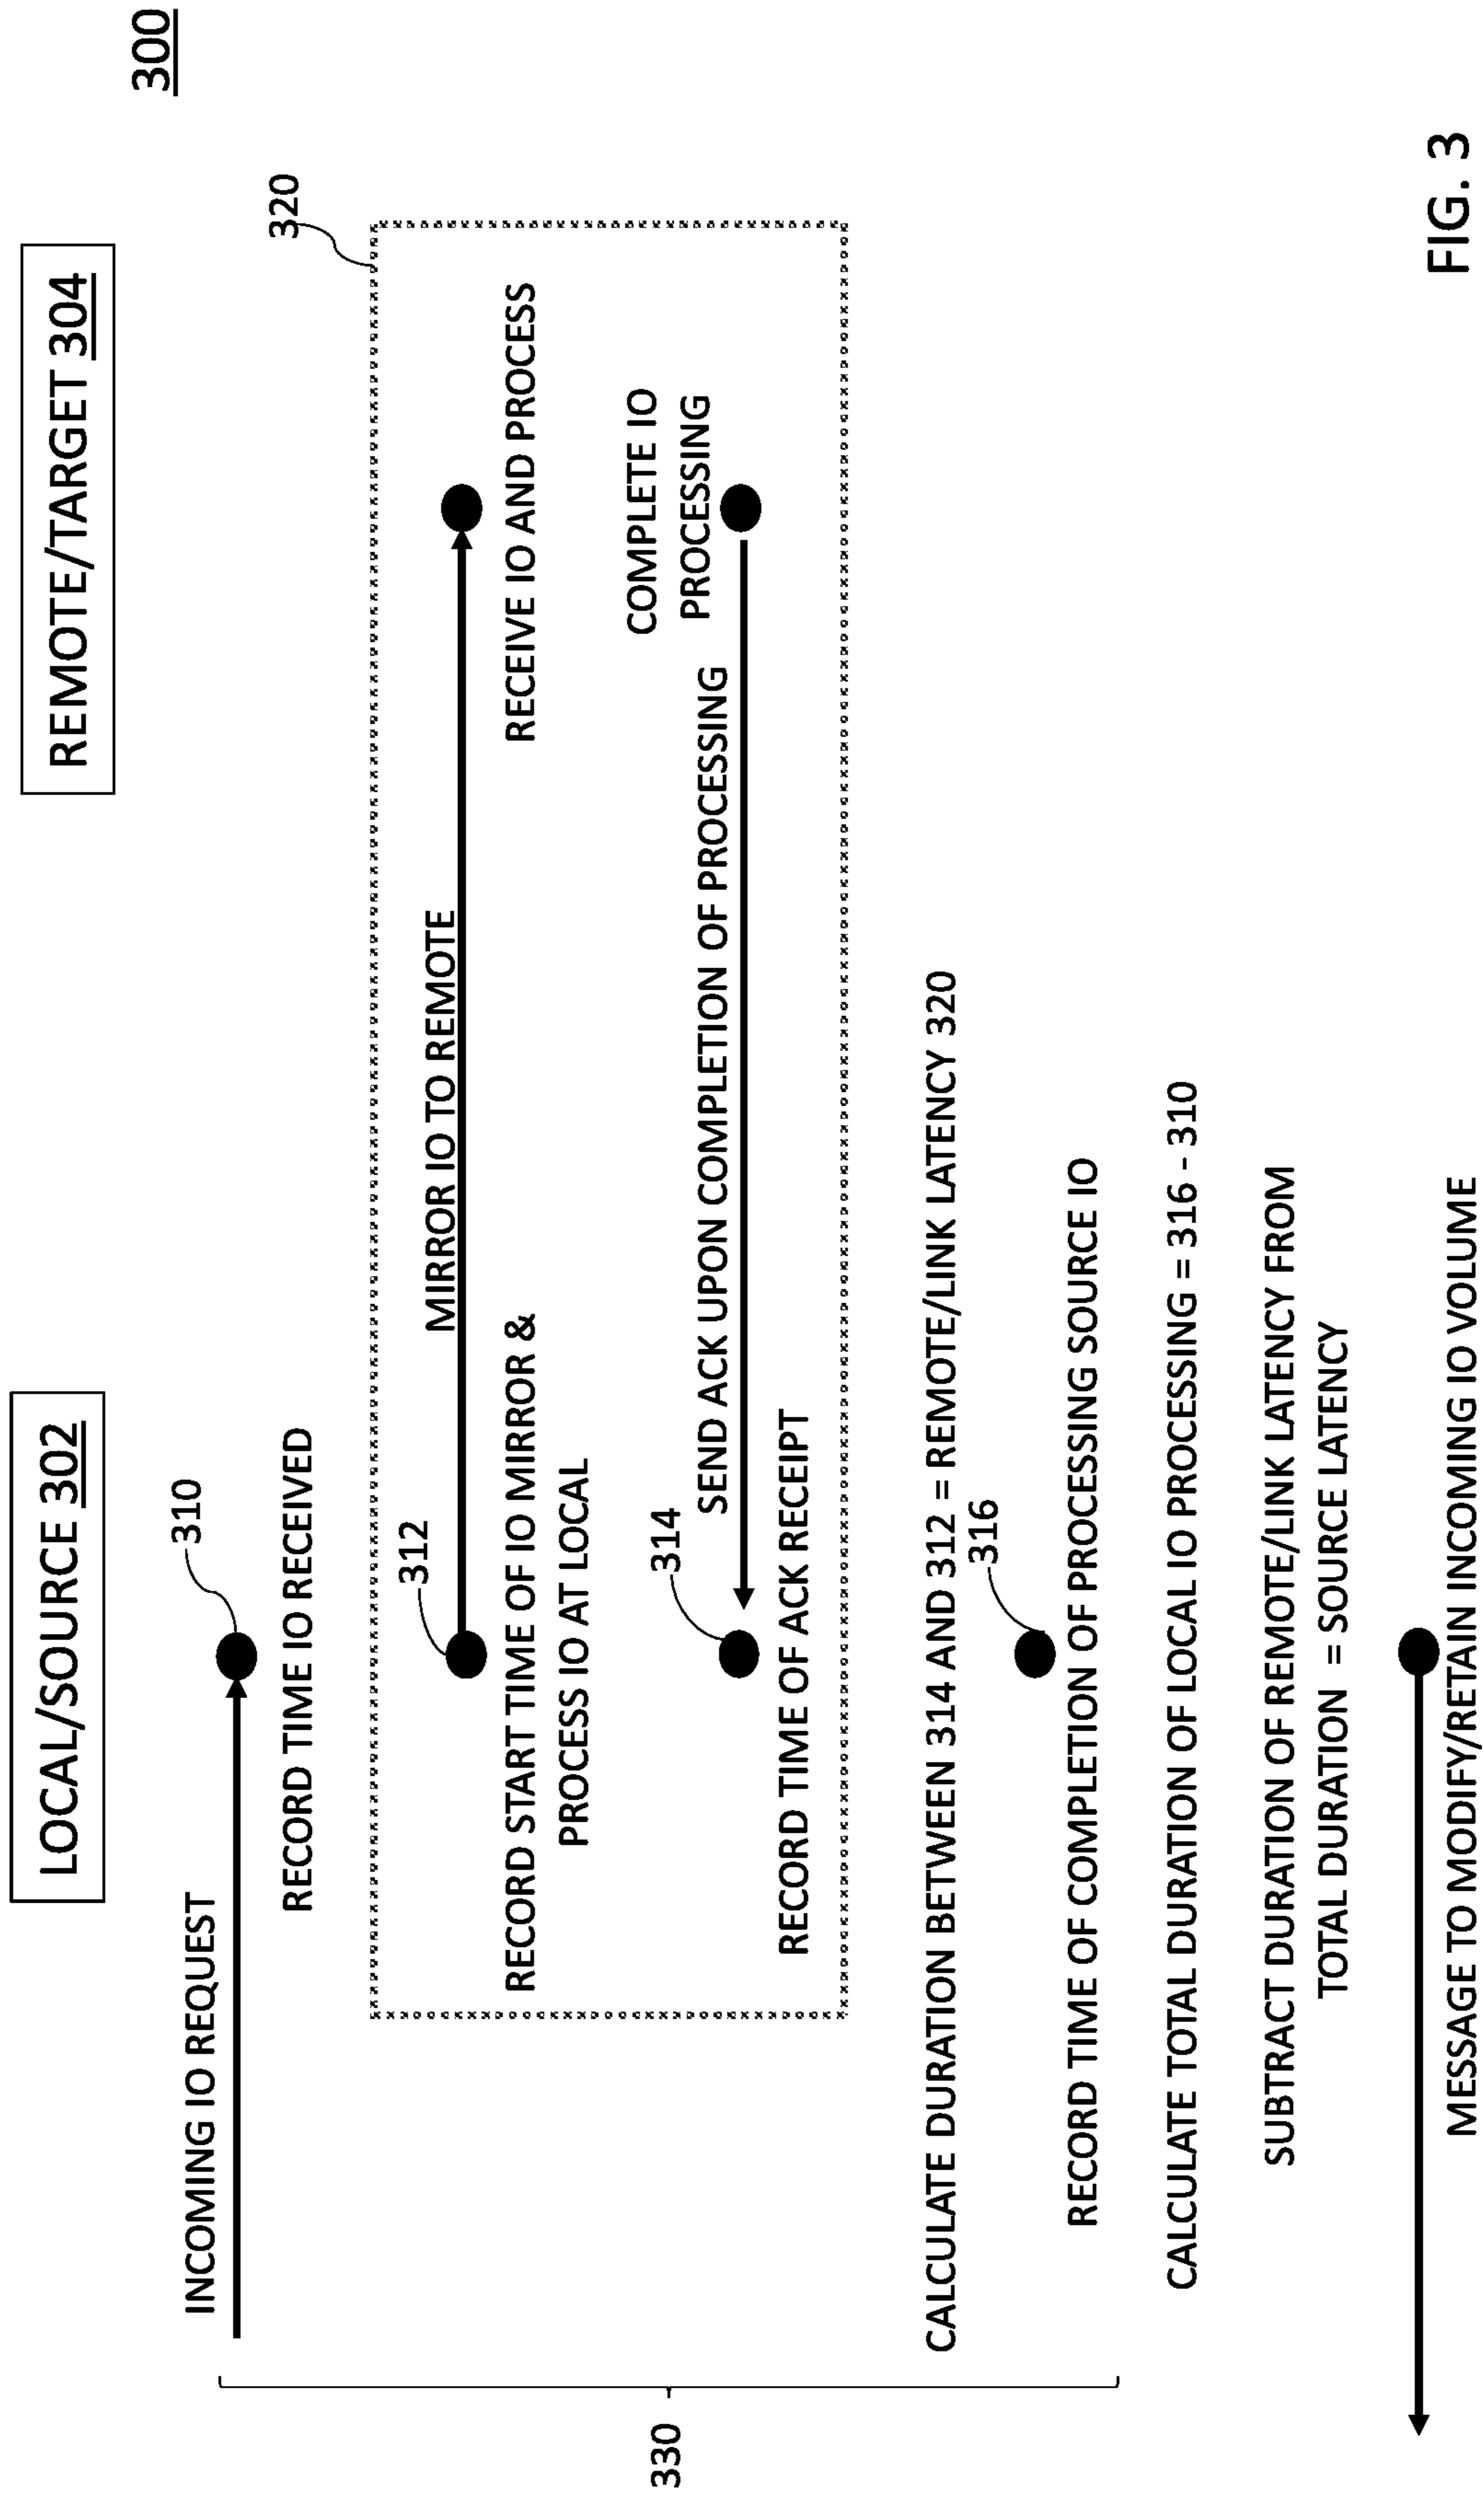 300
LOCAL/SOURCE 302
REMOTE/TARGET 304
INCOMING IO REQUEST
310
RECORD TIME IO RECEIVED
320
312
MIRROR IO TO REMOTE
RECORD START TIME OF IO MIRROR &
PROCESS IO AT LOCAL
RECEIVE IO AND PROCESS
COMPLETE IO
PROCESSING
314
SEND ACK UPON COMPLETION OF PROCESSING
RECORD TIME OF ACK RECEIPT
330
CALCULATE DURATION BETWEEN 314 AND 312 = REMOTE/LINK LATENCY 320
316
RECORD TIME OF COMPLETION OF PROCESSING SOURCE IO
CALCULATE TOTAL DURATION OF LOCAL IO PROCESSING = 316 - 310
SUBTRACT DURATION OF REMOTE/LINK LATENCY FROM
TOTAL DURATION = SOURCE LATENCY
MESSAGE TO MODIFY/RETAIN INCOMING IO VOLUME
FIG. 3